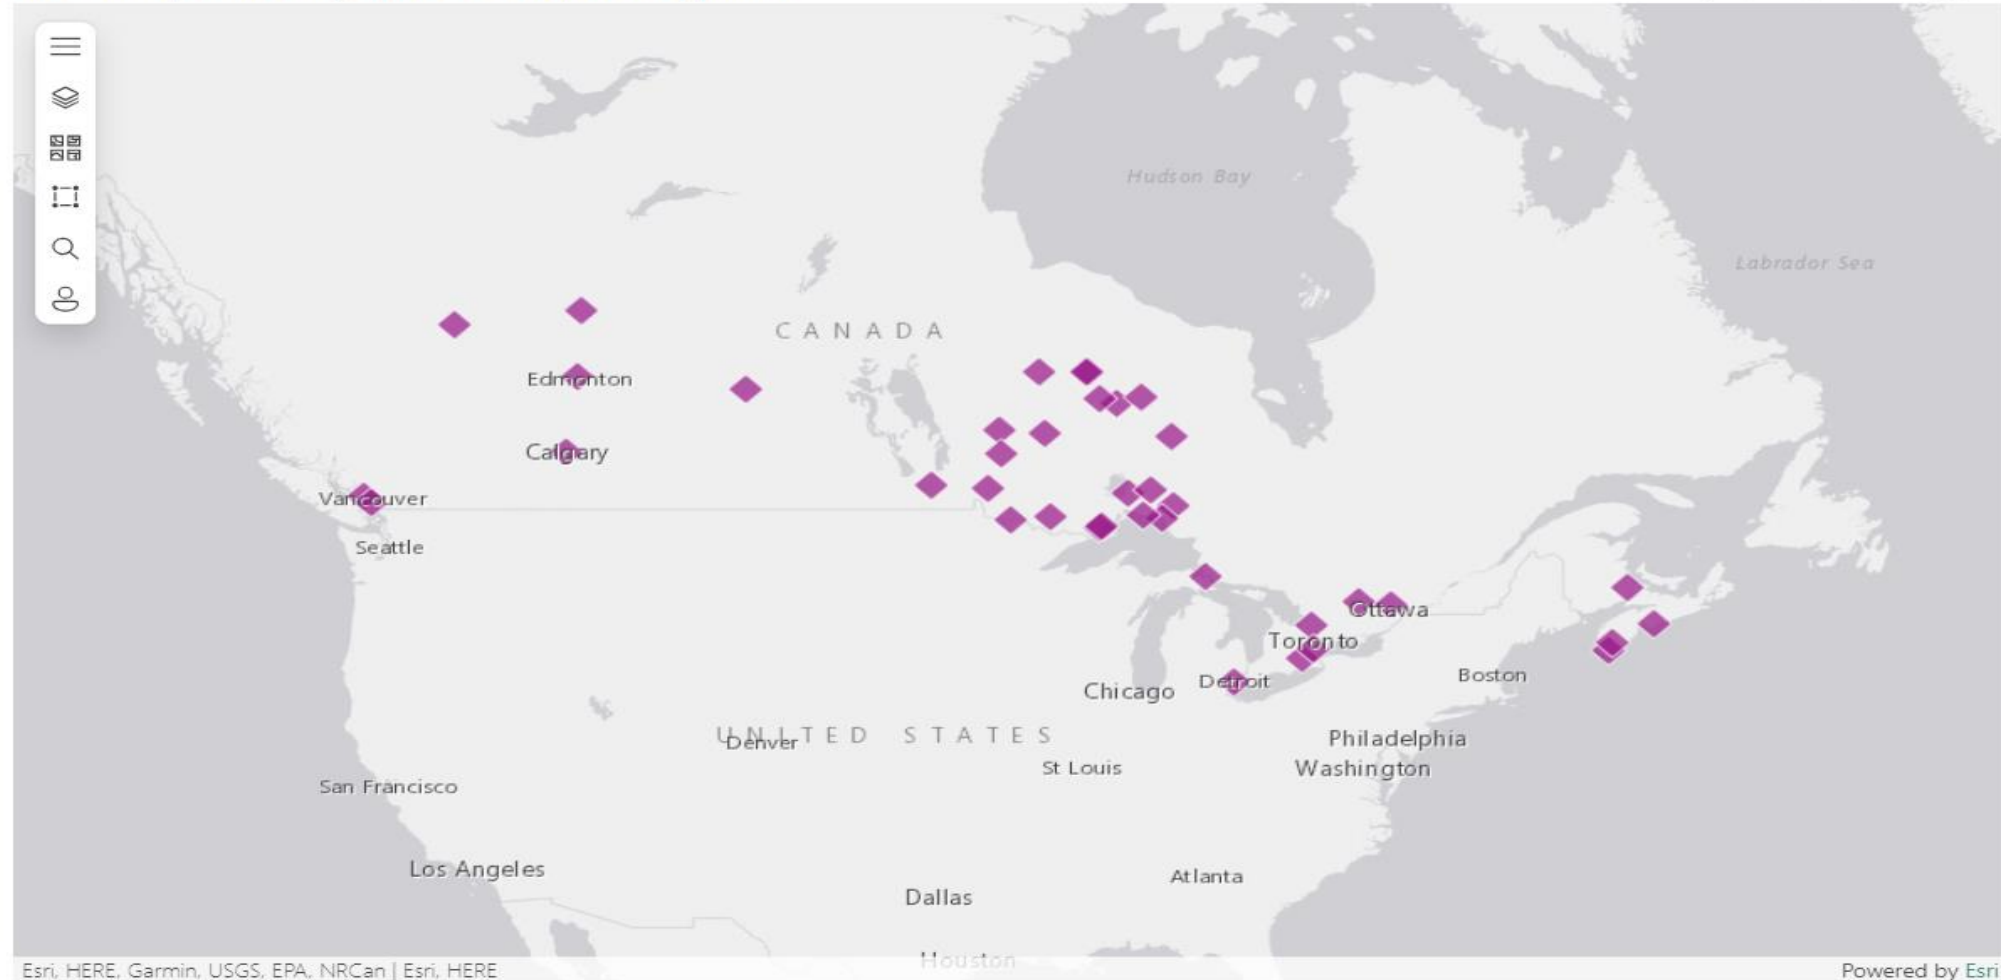 Hudson Bay
Labrador Sea
CANADA
Edmonton
Calgary
Vancouver
Seattle
Ottawa
Toronto
Boston
Detroit
Chicago
UNITED STATES
Denver
Philadelphia
St Louis
Washington
San Francisco
Los Angeles
Atlanta
Dallas
Houston
Esri, HERE, Garmin, USGS, EPA, NRCan | Esri, HERE
Powered by Esri